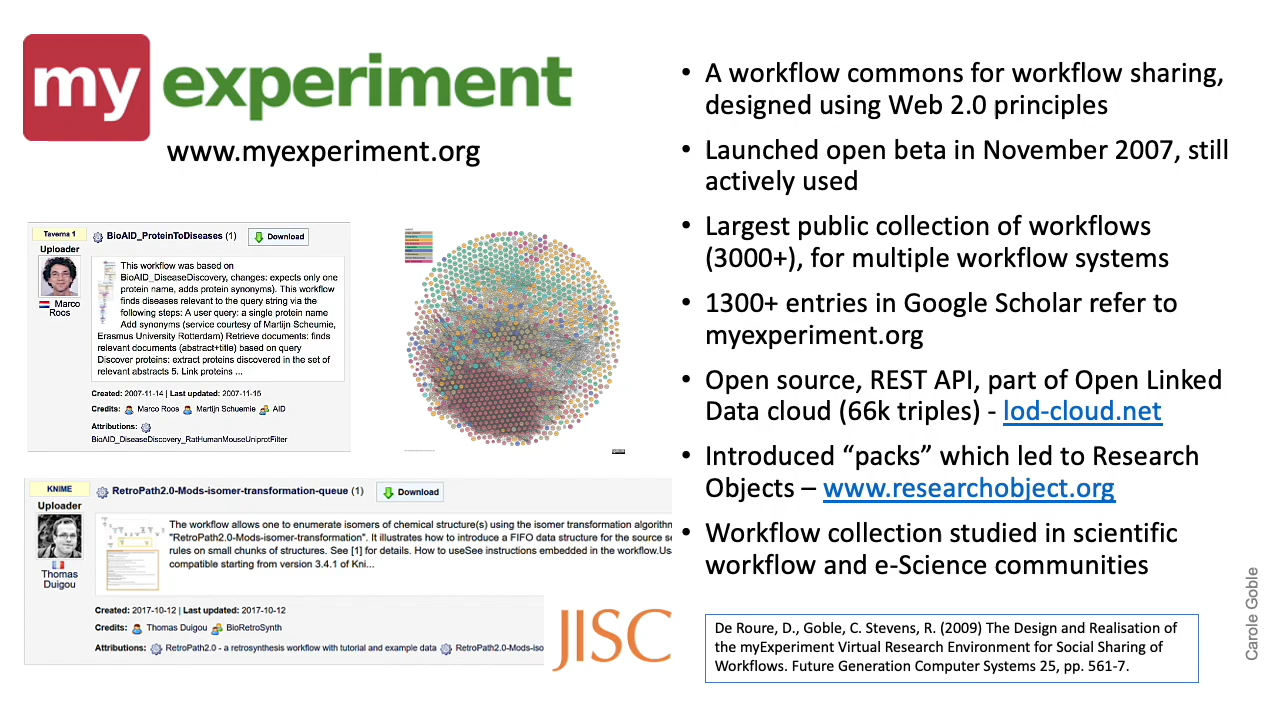 my experiment
www.myexperiment.org
Taverna 1
BioAID_ProteinToDiseases (1)
Download
Uploader
Marco
Roos
This workflow was based on
BioAID_DiseaseDiscovery, changes: expects only one
protein name, adds protein synonyms). This workflow
finds diseases relevant to the query string via the
following steps: A user query: a single protein name
Add synonyms (service courtesy of Martijn Scheumie,
Erasmus University Rotterdam) Retrieve documents: finds
relevant documents (abstract+title) based on query
Discover proteins: extract proteins discovered in the set of
relevant abstracts 5. Link proteins ...
Created: 2007-11-14 | Last updated: 2007-11-15
Credits: Marco Roos Martijn Schuemie AID
Attributions:
BioAID_DiseaseDiscovery_RatHumanMouseUniprotFilter
KNIME
RetroPath2.0-Mods-isomer-transformation-queue (1)
Download
Uploader
Thomas
Duigou
The workflow allows one to enumerate isomers of chemical structure(s) using the isomer transformation algorithm
"RetroPath2.0-Mods-isomer-transformation". It illustrates how to introduce a FIFO data structure for the source se
rules on small chunks of structures. See [1] for details. How to useSee instructions embedded in the workflow.Us
compatible starting from version 3.4.1 of Kni...
Created: 2017-10-12 | Last updated: 2017-10-12
Credits: Thomas Duigou BioRetroSynth
Attributions: RetroPath2.0 - a retrosynthesis workflow with tutorial and example data RetroPath2.0-Mods-iso
JISC
• A workflow commons for workflow sharing,
designed using Web 2.0 principles
• Launched open beta in November 2007, still
actively used
• Largest public collection of workflows
(3000+), for multiple workflow systems
• 1300+ entries in Google Scholar refer to
myexperiment.org
• Open source, REST API, part of Open Linked
Data cloud (66k triples) - lod-cloud.net
• Introduced “packs” which led to Research
Objects – www.researchobject.org
• Workflow collection studied in scientific
workflow and e-Science communities
De Roure, D., Goble, C. Stevens, R. (2009) The Design and Realisation of
the myExperiment Virtual Research Environment for Social Sharing of
Workflows. Future Generation Computer Systems 25, pp. 561-7.
Carole Goble